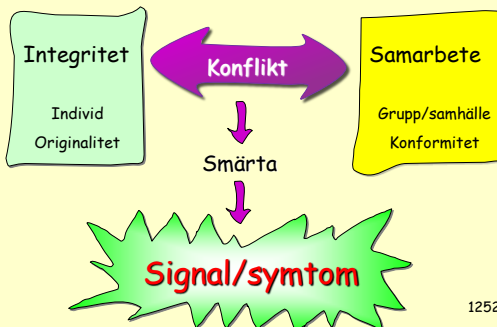 Integritet
Individ
Originalitet
Konflikt
Samarbete
Grupp/samhälle
Konformitet
Smärta
Signal/symtom
1252